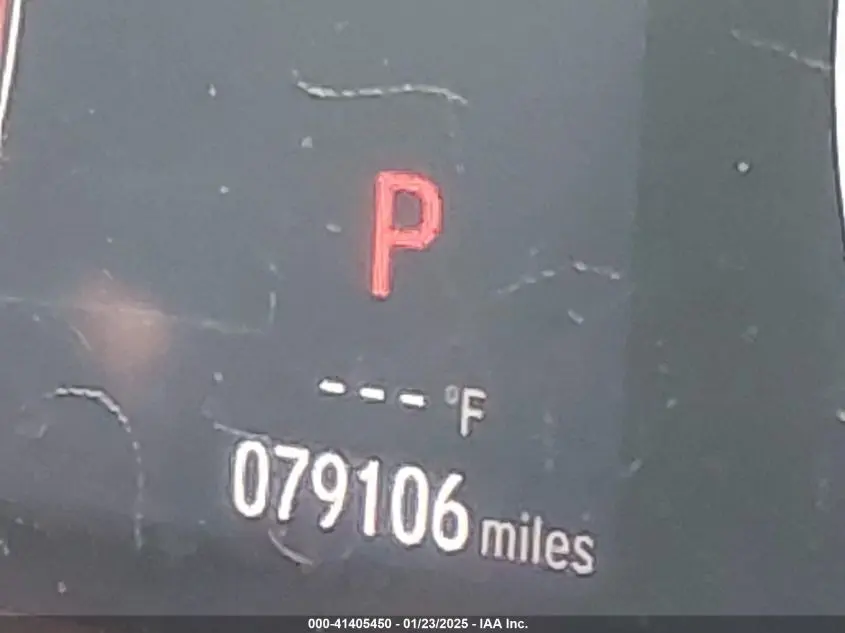 P
--- °F
079106 miles
000-41405450 - 01/23/2025 - IAA Inc.